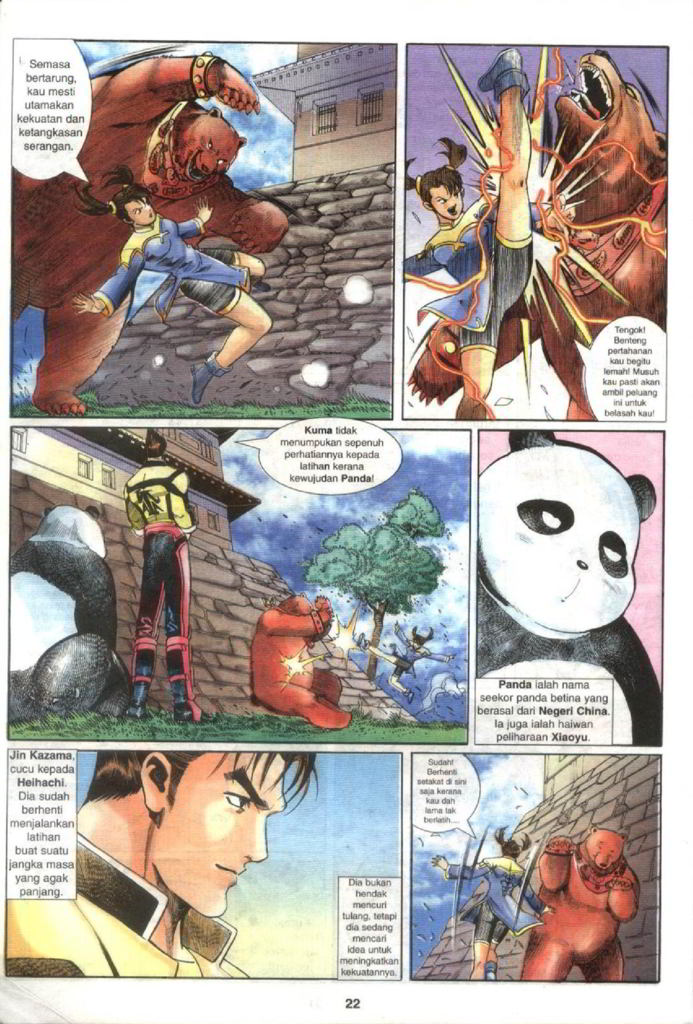 Semasa
bertarung,
kau mesti
utamakan
kekuatan dan
ketangkasan
serangan.
Tengok!
Benteng
pertahanan
kau begitu
lemah! Musuh
kau pasti akan
ambil peluang
ini untuk
belasah kau!
Kuma tidak
menumpukan sepenuh
perhatiannya kepada
latihan kerana
kewujudan Panda!
Panda ialah nama
seekor panda betina yang
berasal dari Negeri China.
Ia juga ialah haiwan
peliharaan Xiaoyu.
Jin Kazama,
cucu kepada
Heihachi.
Dia sudah
berhenti
menjalankan
latihan
buat suatu
jangka masa
yang agak
panjang.
Dia bukan
hendak
mencuri
tulang, tetapi
dia sedang
mencari
idea untuk
meningkatkan
kekuatannya.
Sudah!
Berhenti
setakat di sini
saja kerana
kau dah
lama tak
berlatih....
22